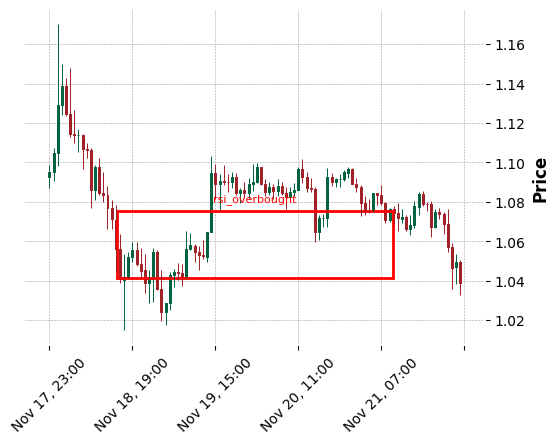 1.16
1.14
1.12
1.10
1.08
1.06
1.04
1.02
Price
rsi_overbought
Nov 17, 23:00
Nov 18, 19:00
Nov 19, 15:00
Nov 20, 11:00
Nov 21, 07:00